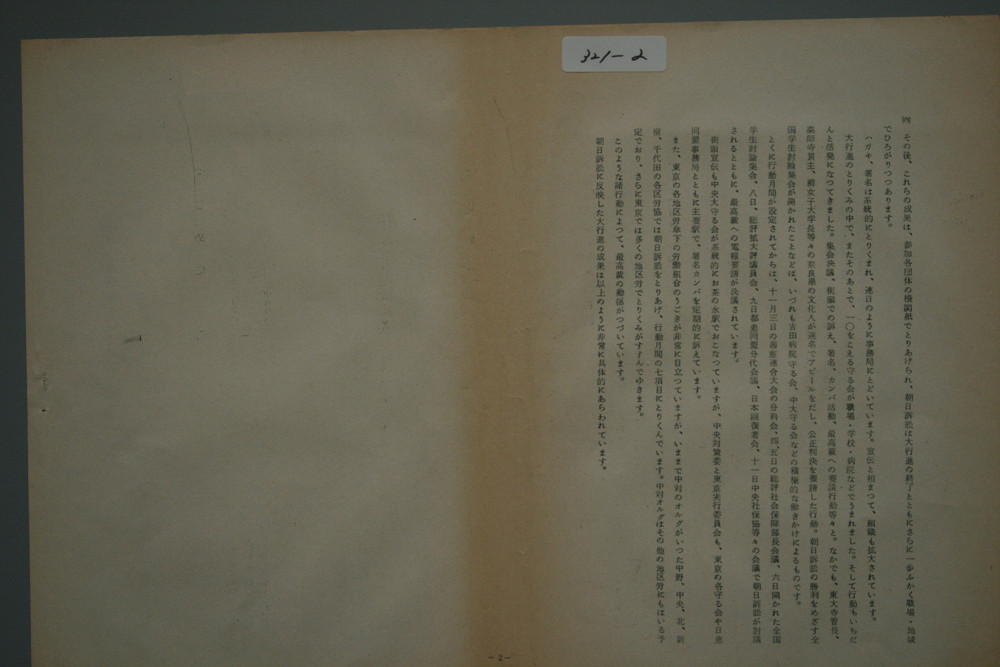 321-2
四 その後、これらの成果は、参加各団体の機関紙でとりあげられ、朝日訴訟は大行進の終了とともにさらに一歩ふかく職場・地域
でひろがりつつあります。
ハガキ、署名は系統的にとりくまれ、連日のように事務局にとどいています。宣伝と相まつて、組織も拡大されています。
大行進のとりくみの中で、またそのあとで、一〇をこえる守る会が職場・学校・病院などでうまれました。そして行動もいちだ
んと活発になつてきました。集会決議、街頭での訴え、署名、カンパ活動、最高裁への要請行動等々と。なかでも、東大寺管長、
薬師寺貫主、奈良女子大学長等々の奈良県の文化人が連名でアピールをだし、公正判決を要請した行動。朝日訴訟の勝利をめざす全
国学生討論集会が開かれたことなどは、いづれも吉田病院守る会、中大守る会などの積極的な働きかけによるものです。
とくに行動月間が設定されてからは、十一月三日の 連合大会の分科会、四、五日の総評社会保障部長会議、六日開かれた全国
学生討論集会、八日、総評拡大評議員会、九日都患同盟分代会議、日本回復者会、十一日中央社保協等々の会議で朝日訴訟が討議
されるとともに、最高裁への電報要請が決議されています。
街頭宣伝も中央大守る会が系統的にお茶の水駅でおこなつていますが、中央対策委と東京実行委員会も、東京の各守る会や日患
同盟事務局とともに主要駅で、署名カンパを定期的に訴えています。
また、東京の各地区労傘下の労働組合のうごきが非常に目立つていますが、いままで中対のオルグがいつた中野、中央、北、新
宿、千代田の各区労協では朝日訴訟をとりあげ、行動月間の七項目にとりくんでいます。中対オルグはその他の地区労にもはいる予
定でおり、さらに東京では多くの地区労でとりくみがすすんでゆきます。
このような諸行動によつて、最高裁の動揺がつづいています。
朝日訴訟に反映した大行進の成果は以上のように非常に具体的にあらわれています。
－2－